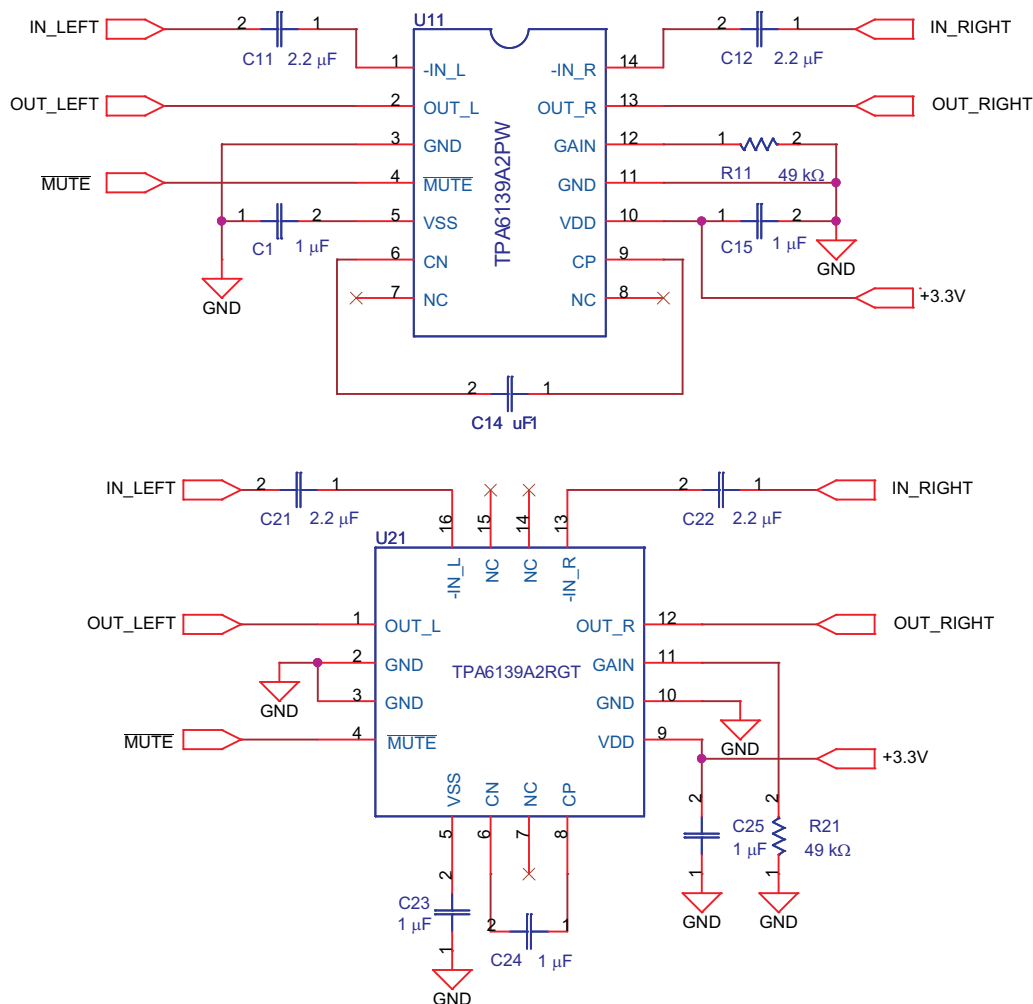 U11
IN_LEFT
2
1
C11 2.2 μF
2
1
IN_RIGHT
C12 2.2 μF
1
-IN_L
-IN_R
14
OUT_LEFT
2
OUT_L
OUT_R
13
OUT_RIGHT
3
GND
GAIN
12
1
2
R11 49 kΩ
MUTE
4
MUTE
GND
11
1
2
5
VSS
VDD
10
1
2
C1 1 μF
C15 1 μF
6
CN
CP
9
GND
GND
7
NC
NC
8
+3.3V
TPA6139A2PW
2
1
C14 uF1
IN_LEFT
2
1
C21 2.2 μF
2
1
IN_RIGHT
C22 2.2 μF
16
15
14
13
U21
-IN_L
NC
NC
-IN_R
OUT_LEFT
1
OUT_L
OUT_R
12
OUT_RIGHT
2
GND
TPA6139A2RGT
GAIN
11
GND
3
GND
GND
10
GND
MUTE
4
MUTE
VDD
9
+3.3V
VSS
CN
NC
CP
5
6
7
8
2
2
C25
1 μF
R21
49 kΩ
1
1
GND
GND
2
C23
1 μF
1
2
1
C24 1 μF
GND